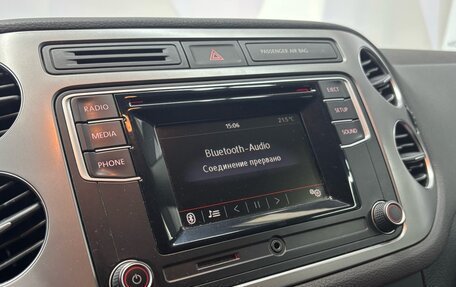 PASSENGER AIR BAG
RADIO
MEDIA
PHONE
EJECT
SETUP
SOUND
15:06
21.5°C
Bluetooth-Audio
Соединение прервано